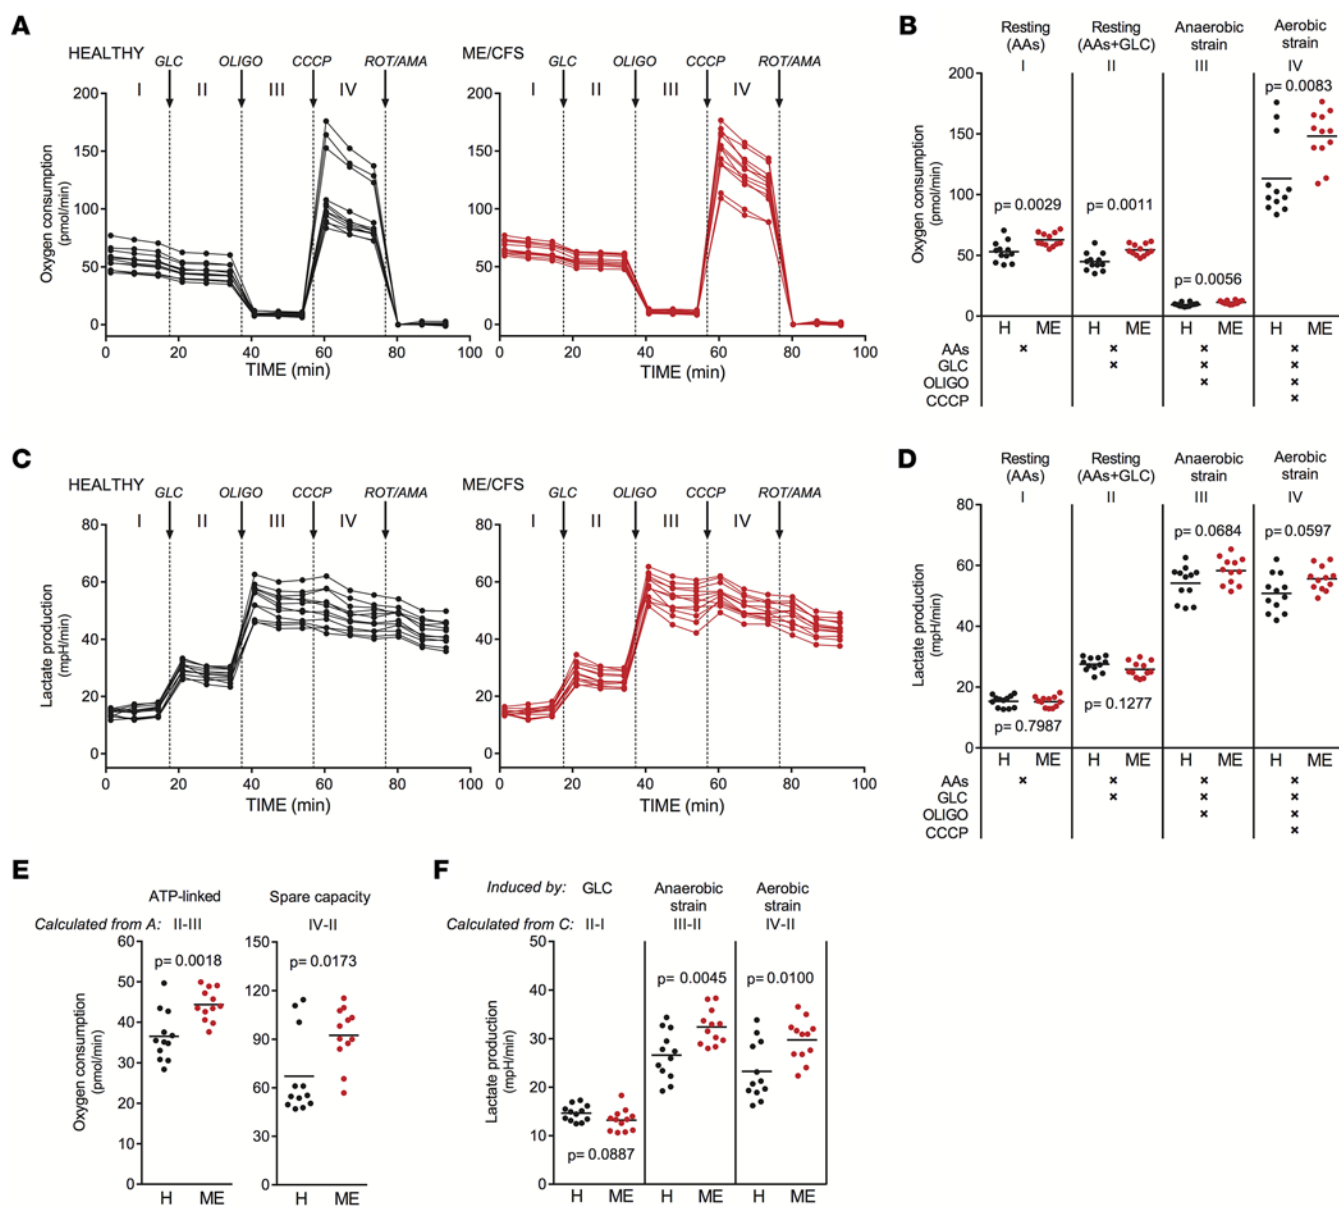 A
HEALTHY
GLC OLIGO CCCP ROT/AMA
I II III IV
Oxygen consumption
(pmol/min)
200
150
100
50
0
0 20 40 60 80 100
TIME (min)
ME/CFS
GLC OLIGO CCCP ROT/AMA
I II III IV
200
150
100
50
0
0 20 40 60 80 100
TIME (min)
B
Resting
(AAs)
I
Resting
(AAs+GLC)
II
Anaerobic
strain
III
Aerobic
strain
IV
Oxygen consumption
(pmol/min)
200
150
100
50
0
p= 0.0029
p= 0.0011
p= 0.0056
p= 0.0083
H ME H ME H ME H ME
AAs × × × ×
GLC × × ×
OLIGO × ×
CCCP ×
C
HEALTHY
GLC OLIGO CCCP ROT/AMA
I II III IV
Lactate production
(mpH/min)
80
60
40
20
0
0 20 40 60 80 100
TIME (min)
ME/CFS
GLC OLIGO CCCP ROT/AMA
I II III IV
80
60
40
20
0
0 20 40 60 80 100
TIME (min)
D
Resting
(AAs)
I
Resting
(AAs+GLC)
II
Anaerobic
strain
III
Aerobic
strain
IV
Lactate production
(mpH/min)
80
60
40
20
0
p= 0.7987
p= 0.1277
p= 0.0684
p= 0.0597
H ME H ME H ME H ME
AAs × × × ×
GLC × × ×
OLIGO × ×
CCCP ×
E
ATP-linked
Spare capacity
Calculated from A: II-III
IV-II
Oxygen consumption
(pmol/min)
60
50
40
30
20
10
0
p= 0.0018
H ME
150
120
90
60
30
0
p= 0.0173
H ME
F
Induced by: GLC
Anaerobic
strain
Aerobic
strain
Calculated from C: II-I
III-II
IV-II
Lactate production
(mpH/min)
50
40
30
20
10
0
p= 0.0887
p= 0.0045
p= 0.0100
H ME H ME H ME